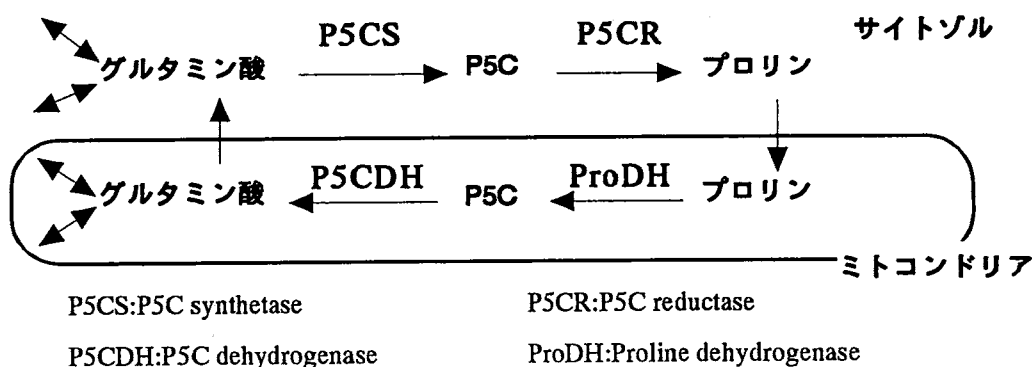 P5CS P5CR サイトゾル
グルタミン酸 P5C プロリン
P5CDH ProDH
グルタミン酸 P5C プロリン
ミトコンドリア
P5CS:P5C synthetase P5CR:P5C reductase
P5CDH:P5C dehydrogenase ProDH:Proline dehydrogenase